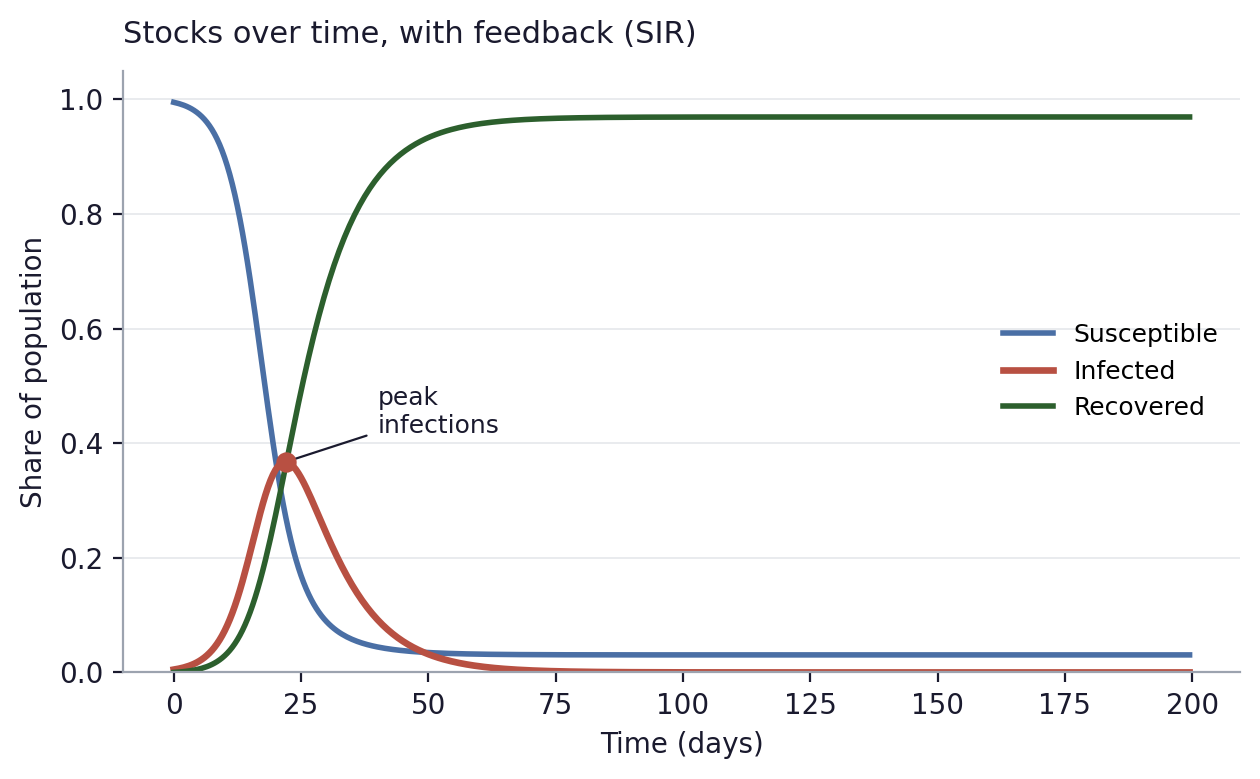 Stocks over time, with feedback (SIR)
Share of population
1.0
0.8
0.6
0.4
0.2
0.0
peak
infections
Susceptible
Infected
Recovered
0 25 50 75 100 125 150 175 200
Time (days)